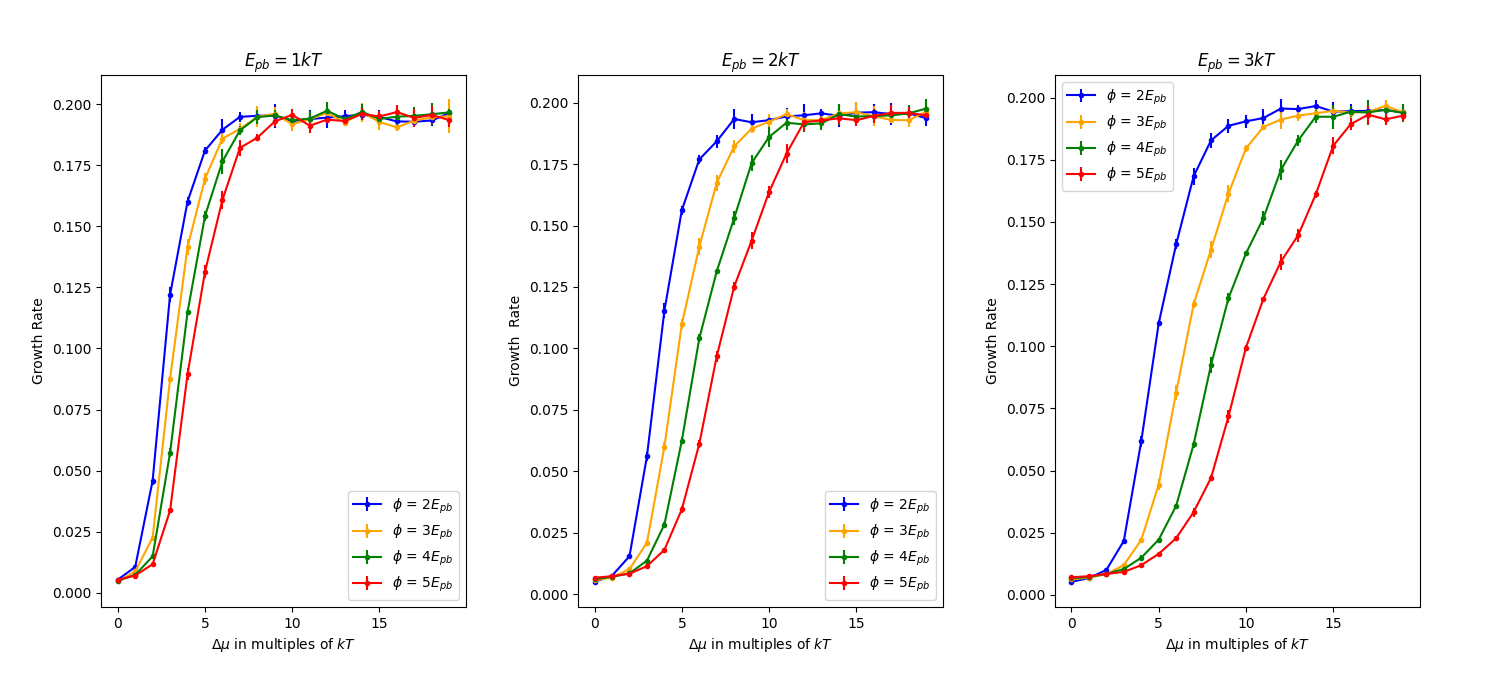 E_pb = 1kT
Growth Rate
0.200
0.175
0.150
0.125
0.100
0.075
0.050
0.025
0.000
0 5 10 15
Δμ in multiples of kT
ϕ = 2E_pb
ϕ = 3E_pb
ϕ = 4E_pb
ϕ = 5E_pb
E_pb = 2kT
Growth Rate
0.200
0.175
0.150
0.125
0.100
0.075
0.050
0.025
0.000
0 5 10 15
Δμ in multiples of kT
ϕ = 2E_pb
ϕ = 3E_pb
ϕ = 4E_pb
ϕ = 5E_pb
E_pb = 3kT
Growth Rate
0.200
0.175
0.150
0.125
0.100
0.075
0.050
0.025
0.000
0 5 10 15
Δμ in multiples of kT
ϕ = 2E_pb
ϕ = 3E_pb
ϕ = 4E_pb
ϕ = 5E_pb